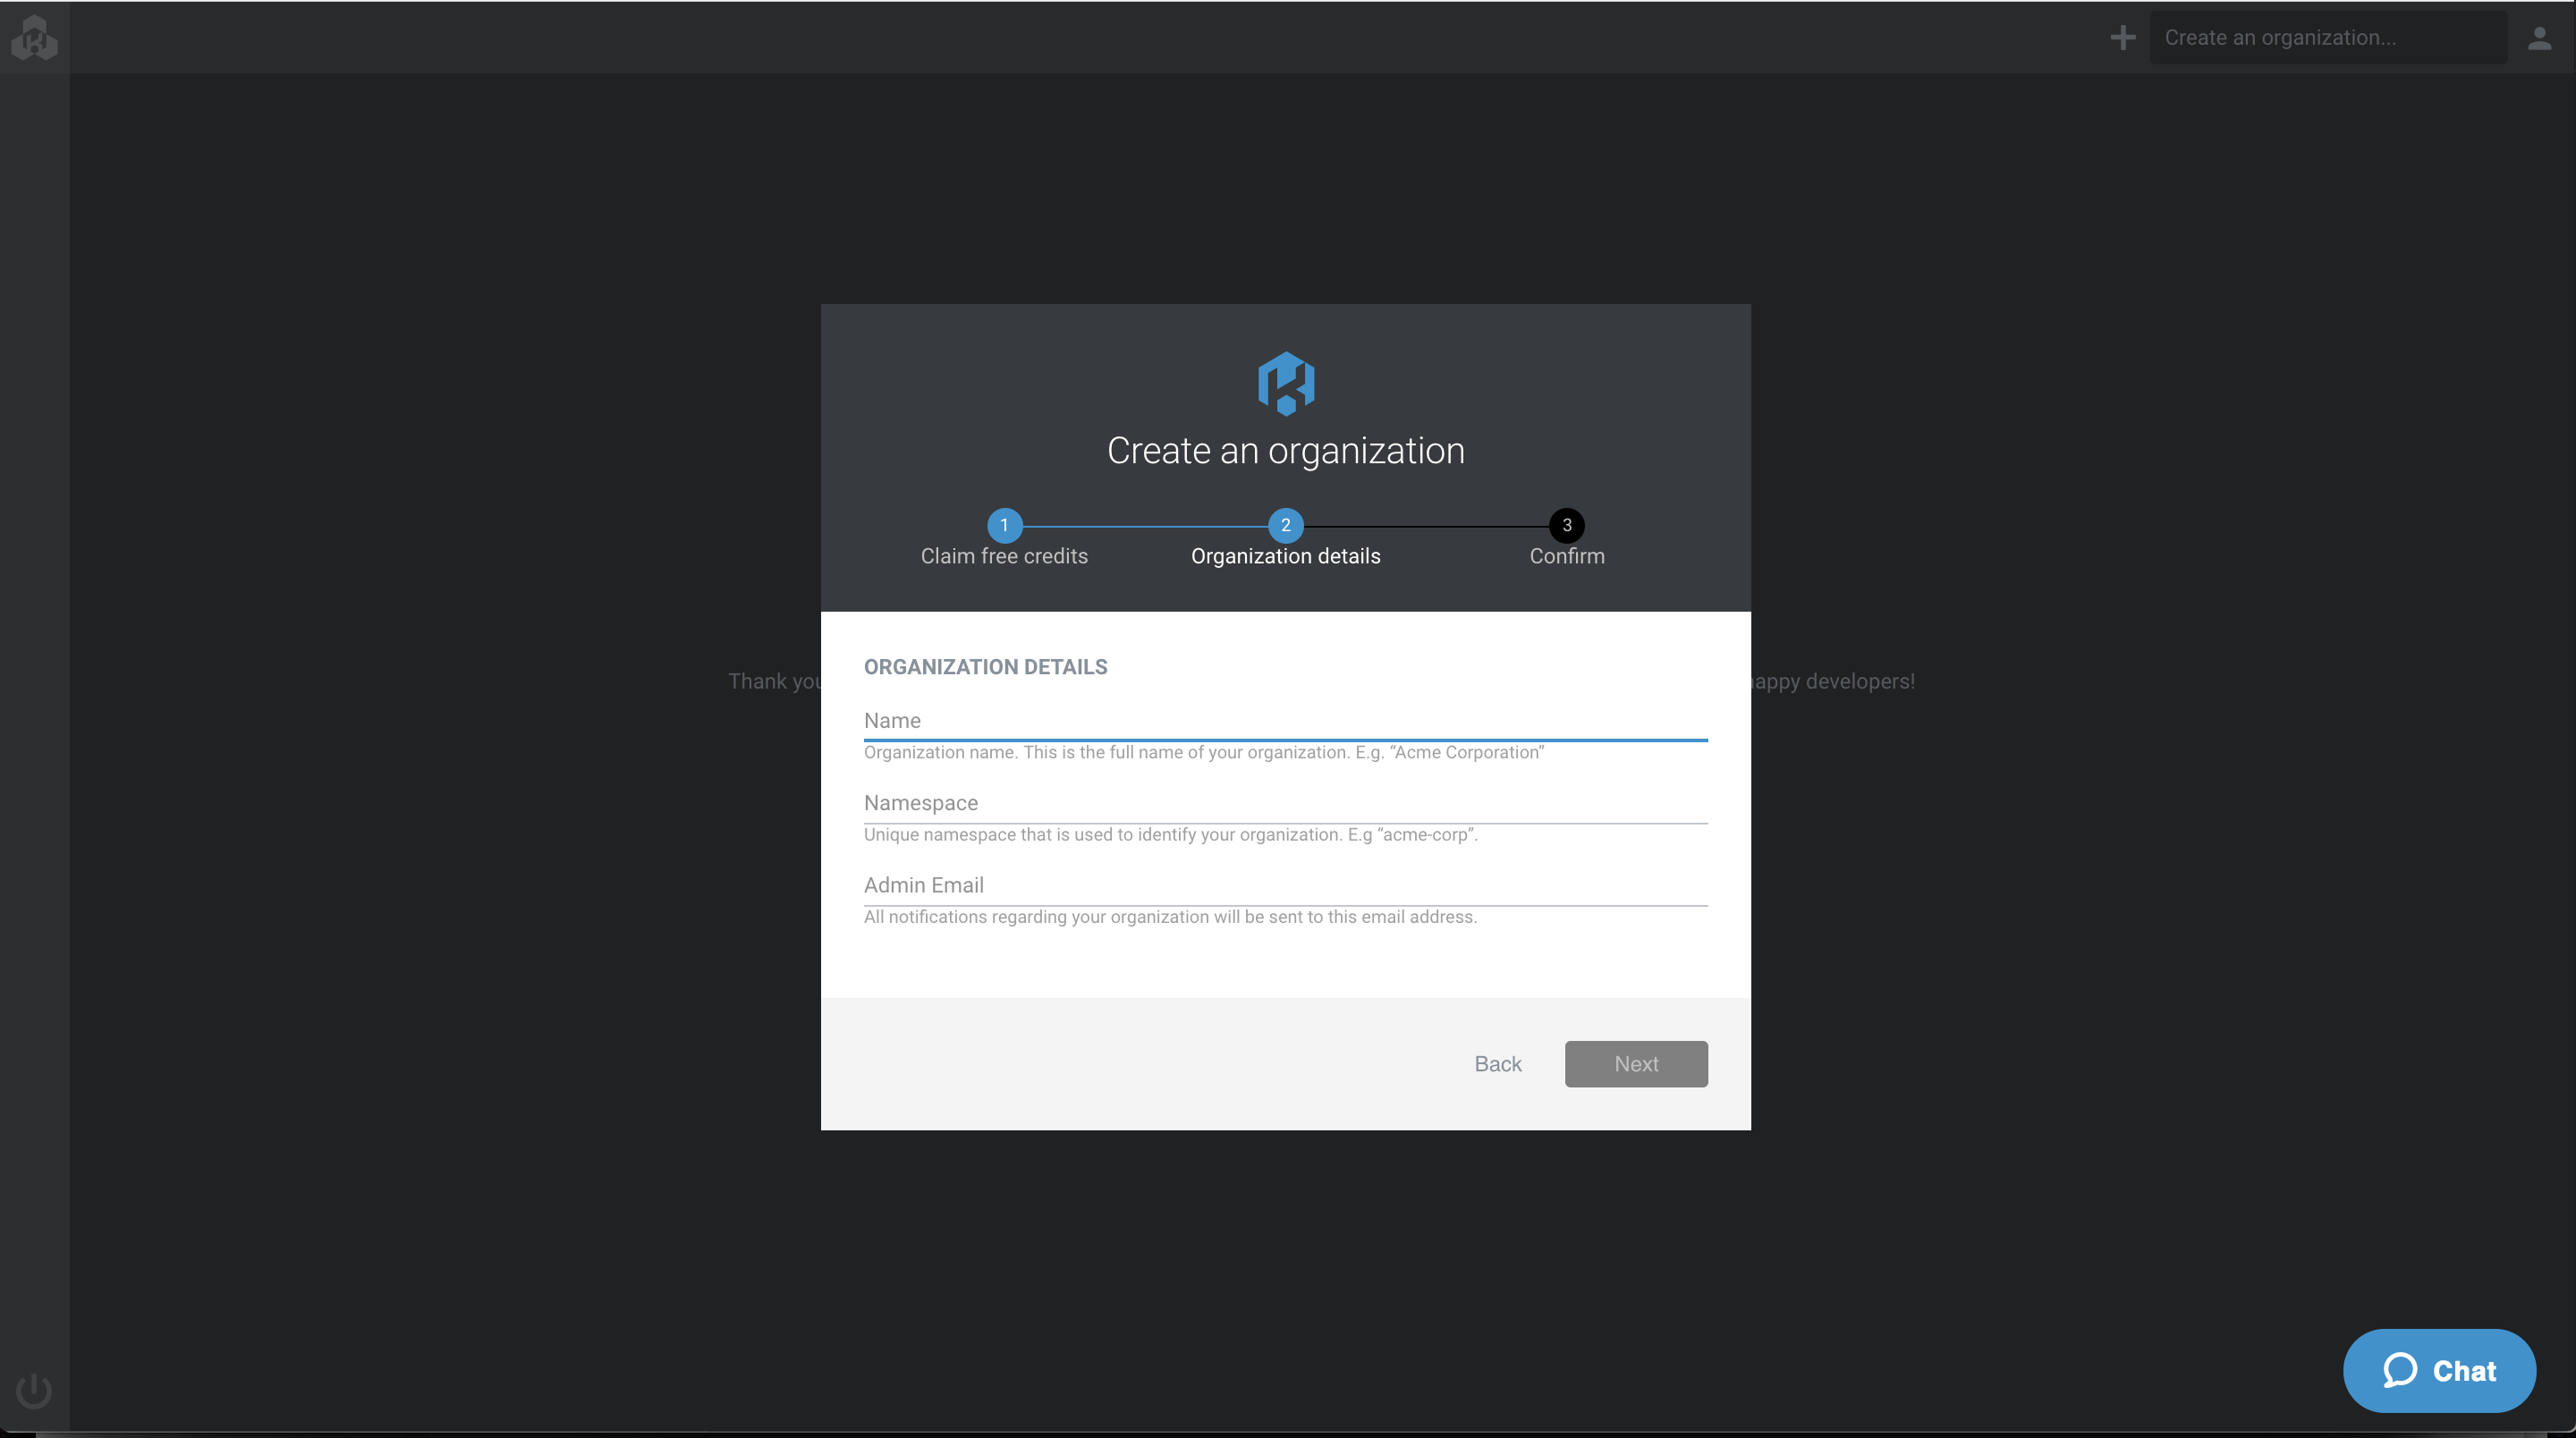 Create an organization...
Create an organization
1 2 3
Claim free credits Organization details Confirm
ORGANIZATION DETAILS
Thank you appy developers!
Name
Organization name. This is the full name of your organization. E.g. “Acme Corporation”
Namespace
Unique namespace that is used to identify your organization. E.g “acme-corp”.
Admin Email
All notifications regarding your organization will be sent to this email address.
Back Next
Chat